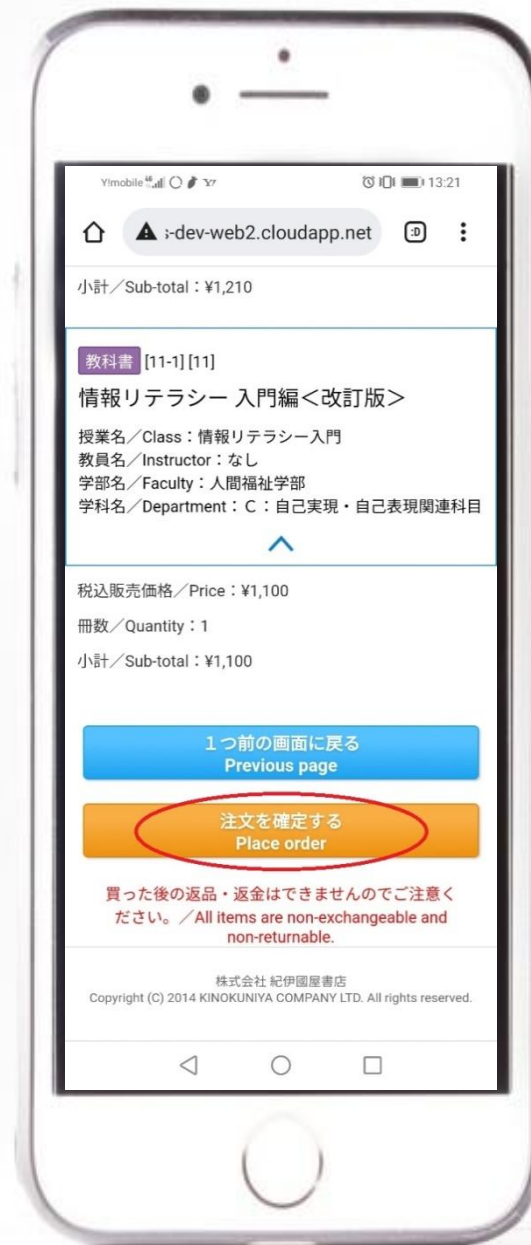 Y!mobile 13:21
s-dev-web2.cloudapp.net :D
小計／Sub-total：¥1,210
教科書 [11-1] [11]
情報リテラシー 入門編＜改訂版＞
授業名／Class：情報リテラシー入門
教員名／Instructor：なし
学部名／Faculty：人間福祉学部
学科名／Department：Ｃ：自己実現・自己表現関連科目
税込販売価格／Price：¥1,100
冊数／Quantity：1
小計／Sub-total：¥1,100
１つ前の画面に戻る
Previous page
注文を確定する
Place order
買った後の返品・返金はできませんのでご注意く
ださい。／All items are non-exchangeable and
non-returnable.
株式会社 紀伊國屋書店
Copyright (C) 2014 KINOKUNIYA COMPANY LTD. All rights reserved.